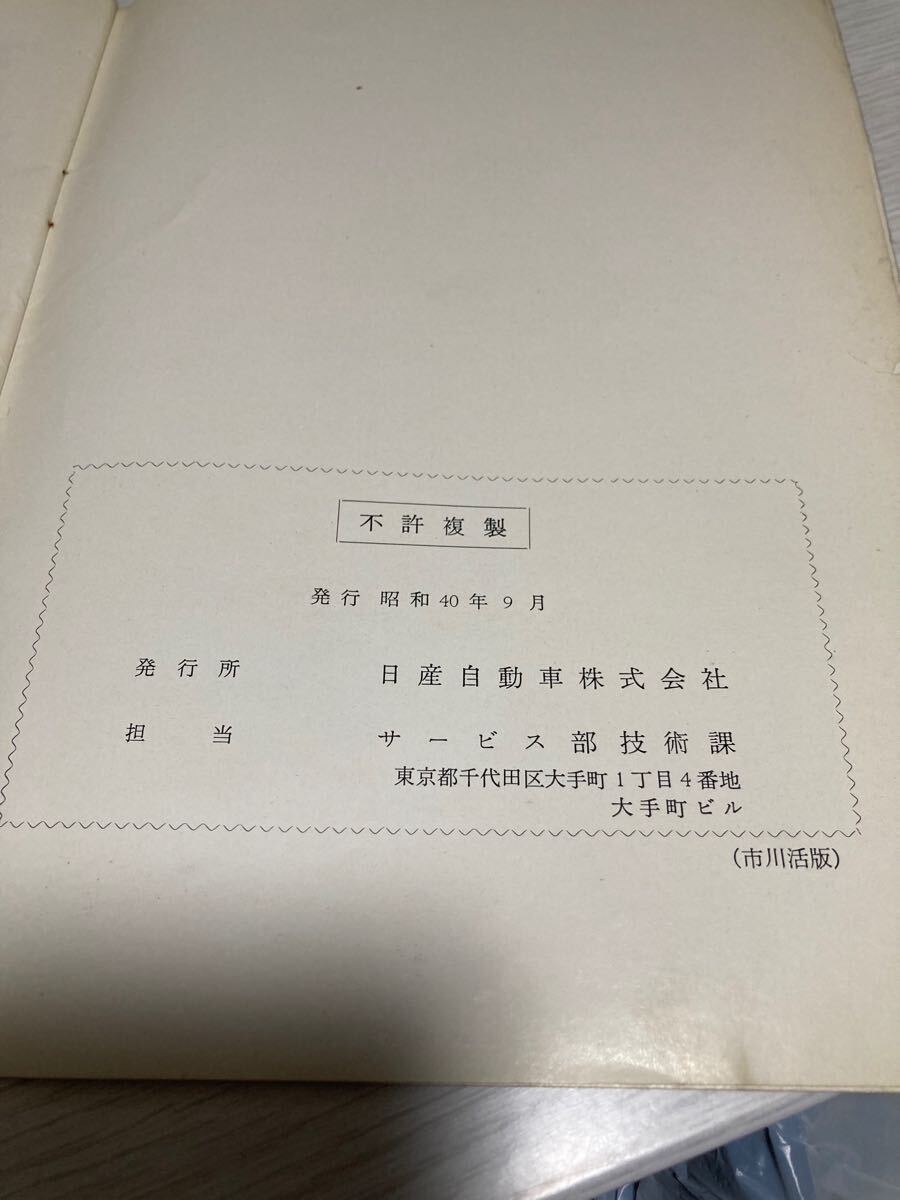 不許複製
発行 昭和40年9月
発行所 日産自動車株式会社
担当 サービス部技術課
東京都千代田区大手町1丁目4番地
大手町ビル
(市川活版)